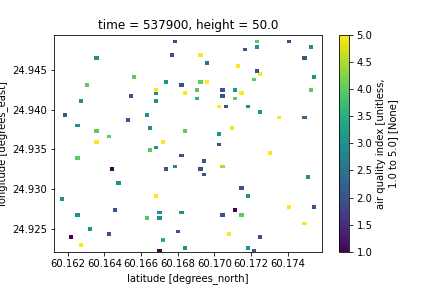 time = 537900, height = 50.0
24.945
24.940
24.935
24.930
24.925
longitude [degrees_east]
60.162 60.164 60.166 60.168 60.170 60.172 60.174
latitude [degrees_north]
5.0
4.5
4.0
3.5
3.0
2.5
2.0
1.5
1.0
air quality index [unitless,
1.0 to 5.0] [None]